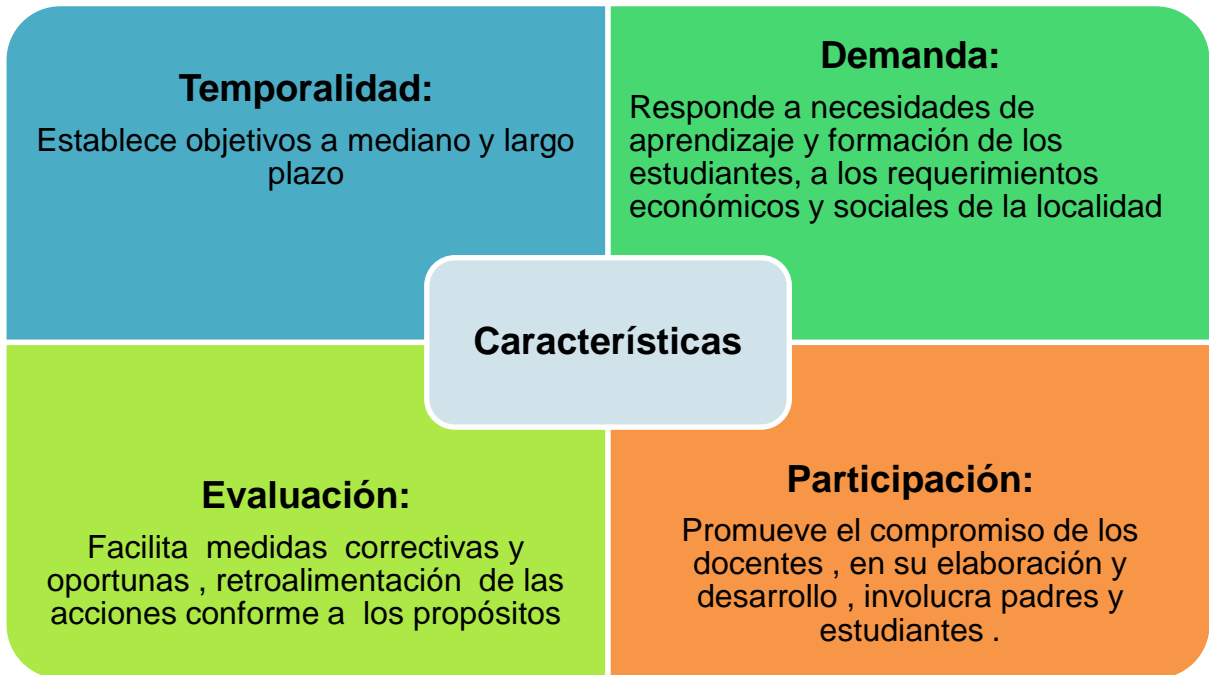 Temporalidad:
Establece objetivos a mediano y largo
plazo
Demanda:
Responde a necesidades de
aprendizaje y formación de los
estudiantes, a los requerimientos
económicos y sociales de la localidad
Característícas
Evaluación:
Facilita  medidas  correctivas y
oportunas , retroalimentación  de las
acciones conforme a  los propósitos
Participación:
Promueve el compromiso de los
docentes , en su elaboración y
desarrollo , involucra padres y
estudiantes .